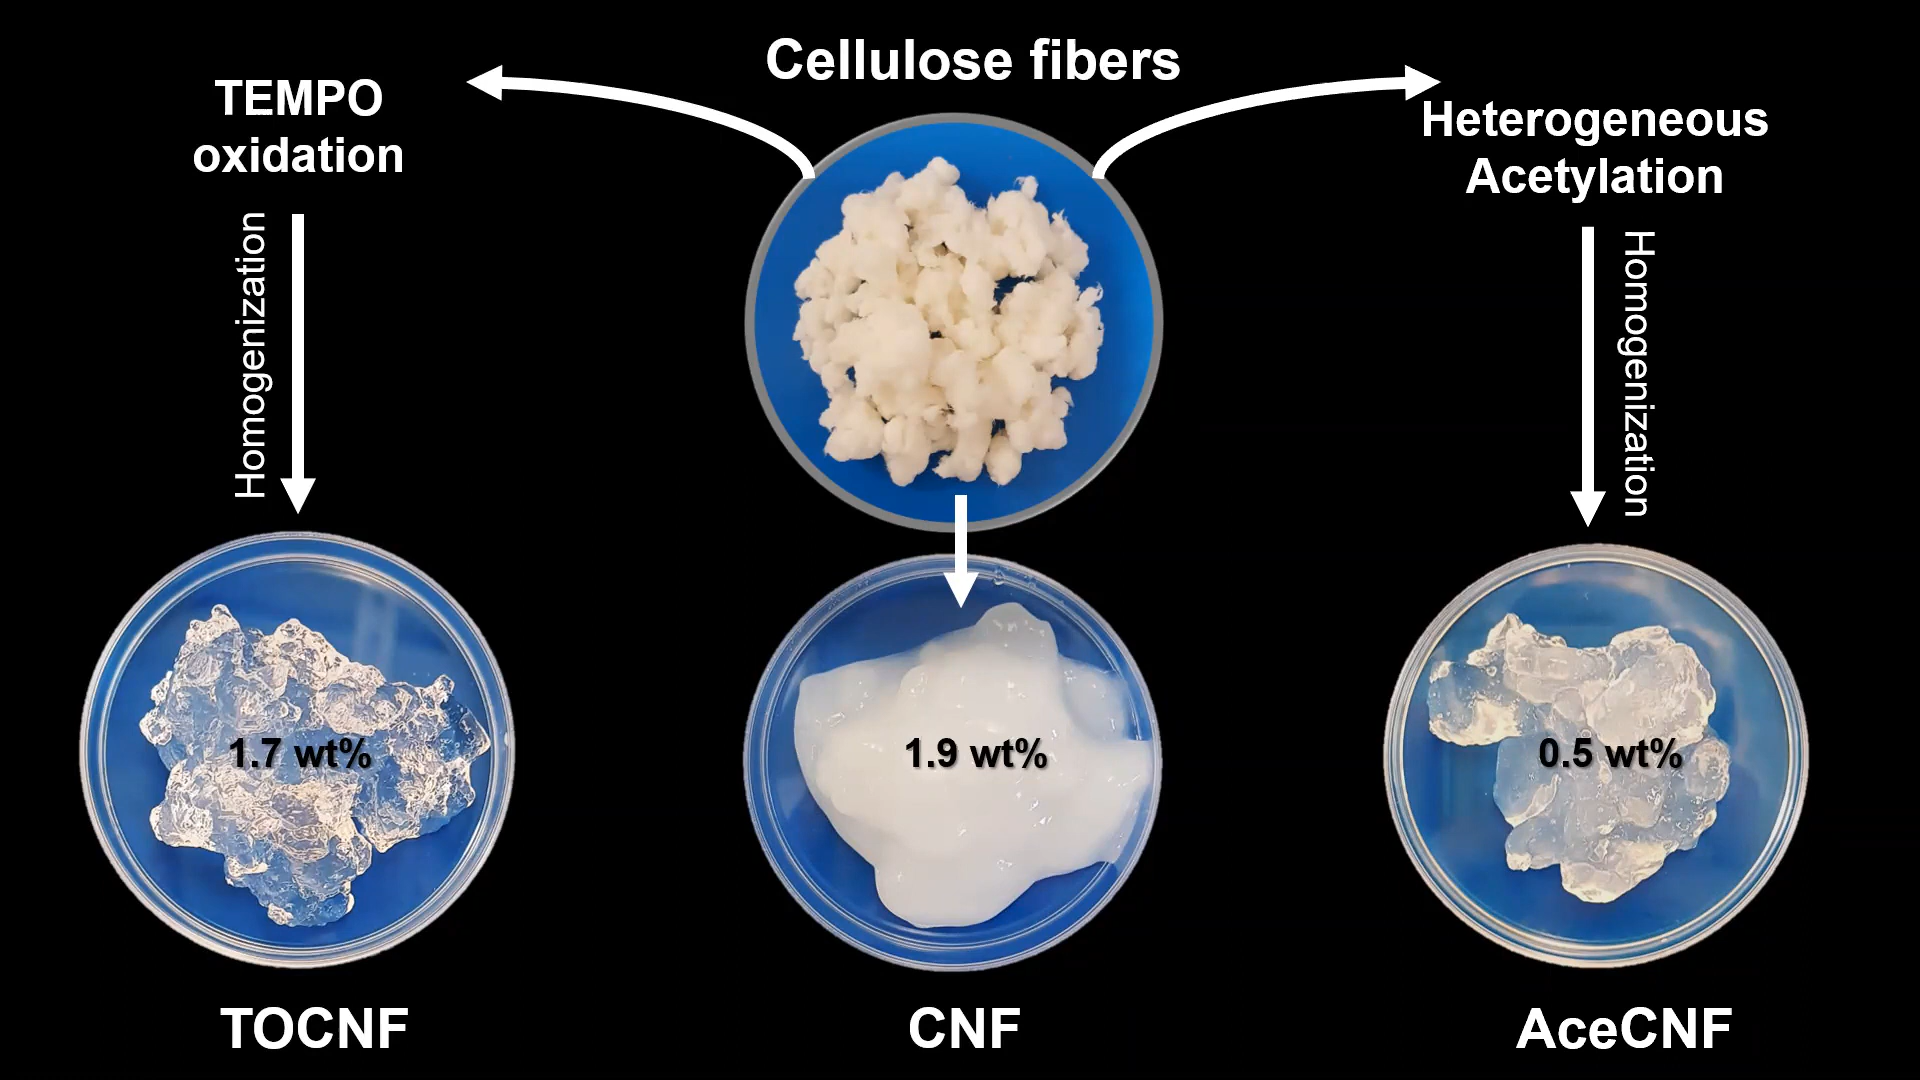 Cellulose fibers
TEMPO
oxidation
Heterogeneous
Acetylation
Homogenization
Homogenization
1.7 wt%
1.9 wt%
0.5 wt%
TOCNF
CNF
AceCNF